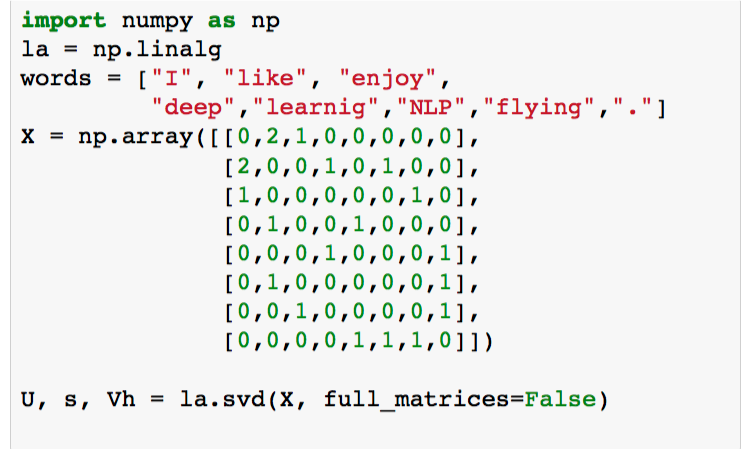 import numpy as np
la = np.linalg
words = ["I", "like", "enjoy",
         "deep","learnig","NLP","flying","."]
X = np.array([[0,2,1,0,0,0,0,0],
              [2,0,0,1,0,1,0,0],
              [1,0,0,0,0,0,1,0],
              [0,1,0,0,1,0,0,0],
              [0,0,0,1,0,0,0,1],
              [0,1,0,0,0,0,0,1],
              [0,0,1,0,0,0,0,1],
              [0,0,0,0,1,1,1,0]])
U, s, Vh = la.svd(X, full_matrices=False)